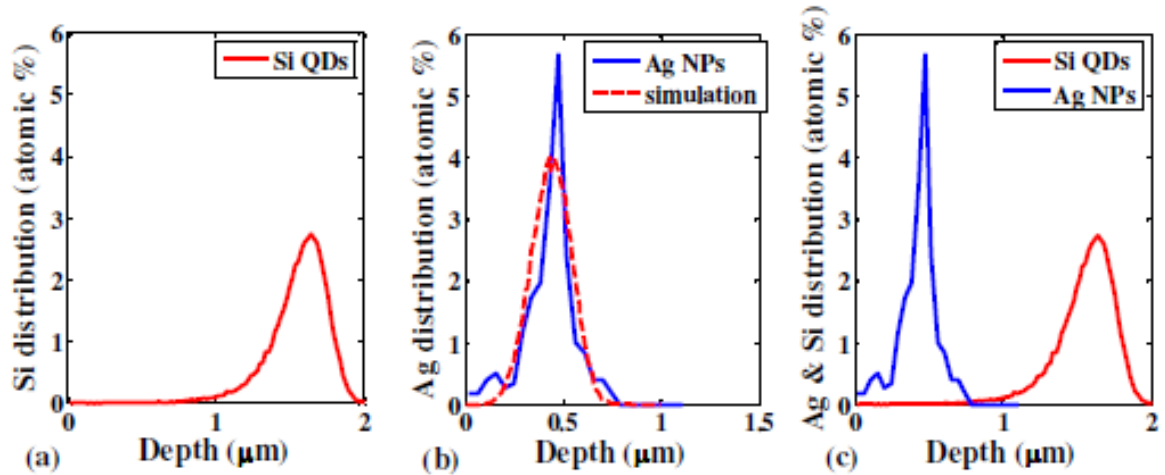 Si distribution (atomic %)
6
5
4
3
2
1
0
Si QDs
0
1
2
(a)
Depth (μm)
Ag distribution (atomic %)
6
5
4
3
2
1
0
Ag NPs
simulation
0
0.5
1
1.5
(b)
Depth (μm)
Ag & Si distribution (atomic %)
6
5
4
3
2
1
0
Si QDs
Ag NPs
0
1
2
(c)
Depth (μm)